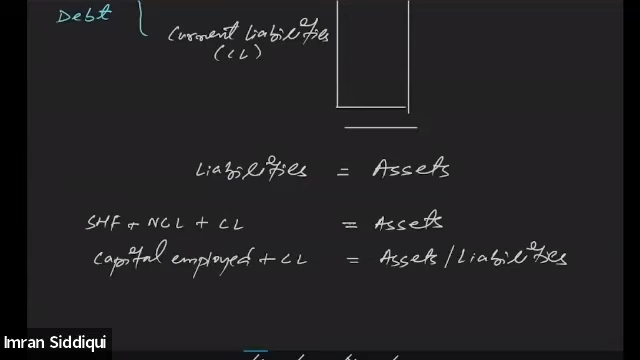 Debt
Current Liabilities
(CL)
Liabilities = Assets
SHF + NCL + CL = Assets
Capital employed + CL = Assets / Liabilities
Imran Siddiqui